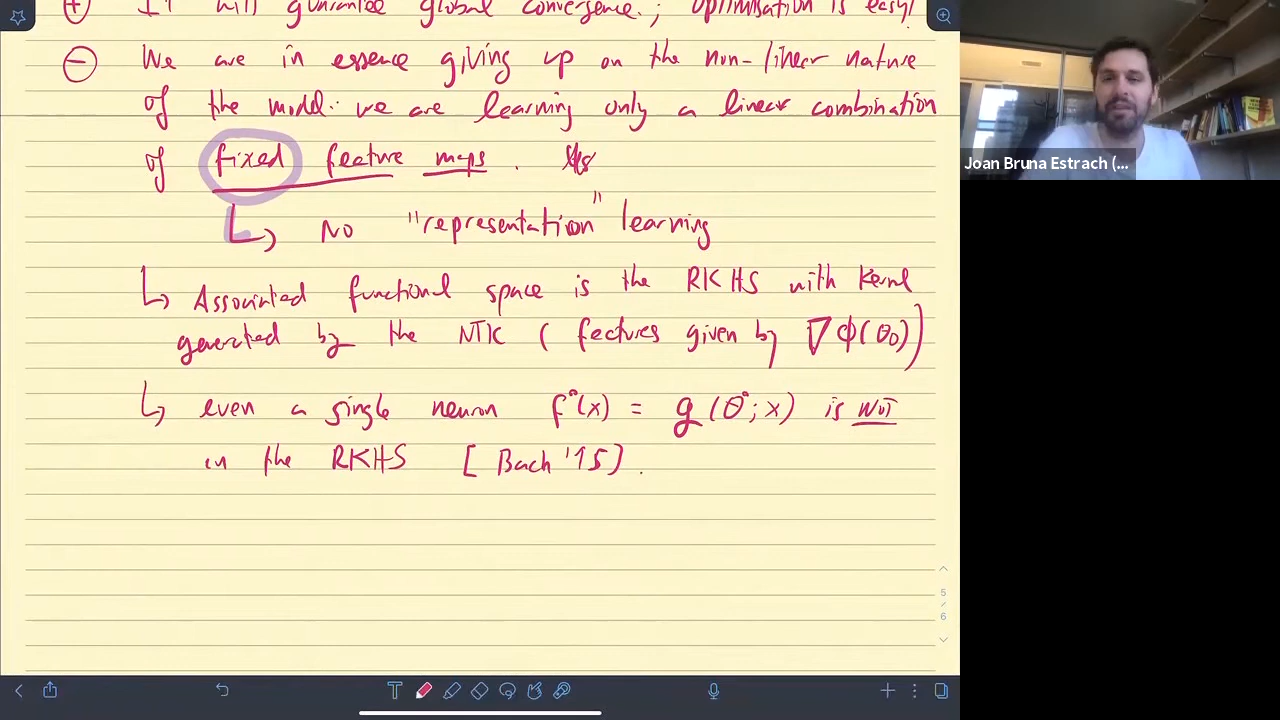 (+) It will guarantee global convergence.; optimisation is easy!
(-) We are in essence giving up on the non-linear nature
of the model: we are learning only a linear combination
of fixed feature maps.
↳ No "representation" learning
↳ Associated functional space is the RKHS with Kernel
generated by the NTK ( features given by ∇φ(θ₀))
↳ even a single neuron f*(x) = g(θ*; x) is NOT
in the RKHS [ Bach '15] .
Joan Bruna Estrach (...
5
/
6
T